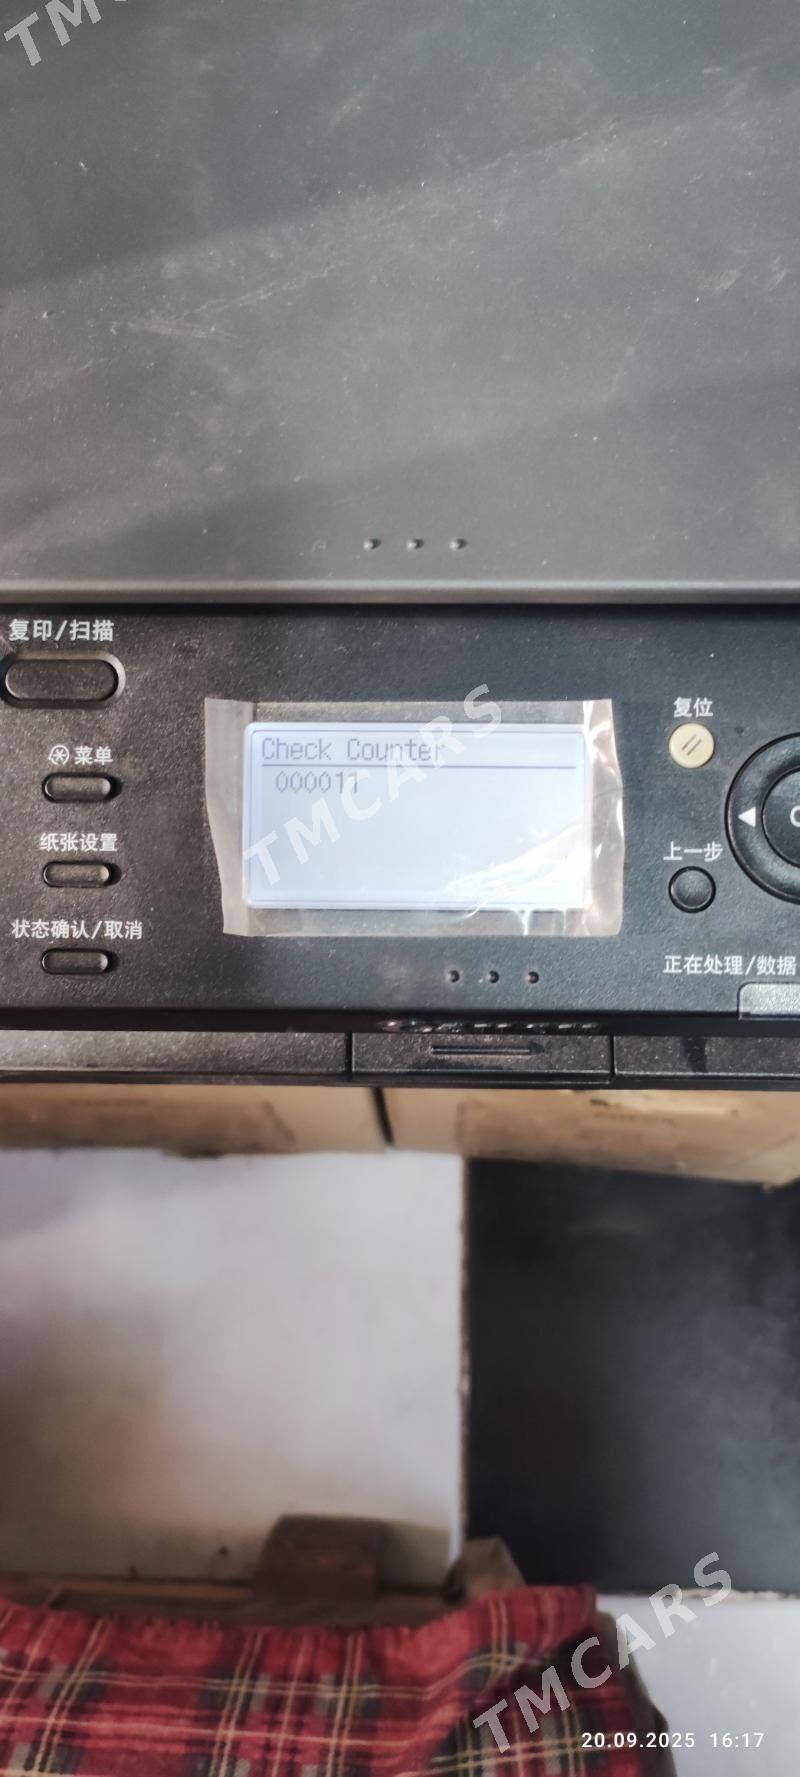 TMCARS
复印/扫描
复位
菜单
Check Counter
000011
TMCARS
纸张设置
上一步
状态确认/取消
正在处理/数据
TMCARS
20.09.2025 16:17